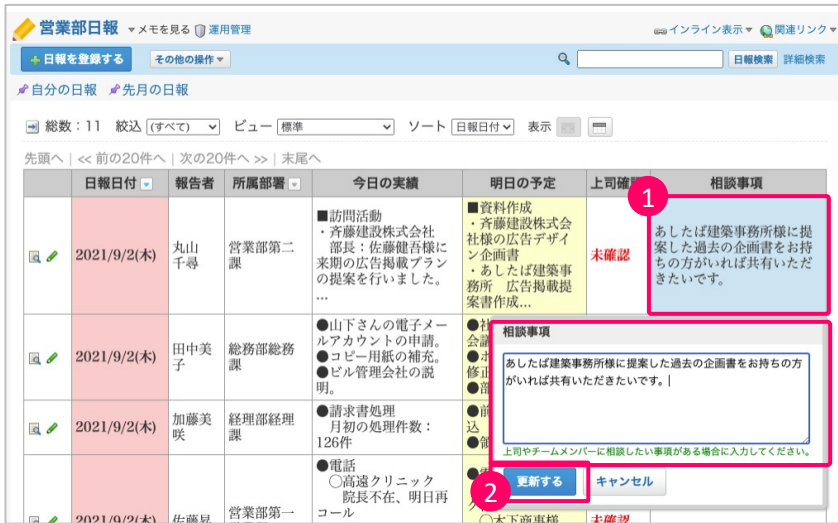 営業部日報 ▼メモを見る 運用管理
インライン表示▼ 関連リンク▼
日報を登録する その他の操作▼ 日報検索 詳細検索
自分の日報 先月の日報
総数：11 絞込 (すべて) ビュー 標準 ソート 日報日付 表示
先頭へ | << 前の20件へ | 次の20件へ >> | 末尾へ
日報日付 報告者 所属部署 今日の実績 明日の予定 上司確認 相談事項
1
2021/9/2(木)
丸山
千尋
営業部第二
課
■訪問活動
・斉藤建設株式会社
部長：佐藤健吾様に
来期の広告掲載プラン
の提案を行いました。
…
■資料作成
・斉藤建設株式会
社様の広告デザイ
ン企画書
・あしたば建築事
務所 広告掲載提
案書作成…
未確認
あしたば建築事務所様に提
案した過去の企画書をお持
ちの方がいれば共有いただ
きたいです。
2021/9/2(木)
田中美
子
総務部総務
課
●山下さんの電子メー
ルアカウントの申請。
●コピー用紙の補充。
●ビル管理会社の説
明。
●社
会議
修正
●部
相談事項
あしたば建築事務所様に提案した過去の企画書をお持ちの方
がいれば共有いただきたいです。
上司やチームメンバーに相談したい事項がある場合に入力してください。
2 更新する キャンセル
2021/9/2(木)
加藤美
咲
経理部経理
課
●請求書処理
月初の処理件数：
126件
●前
込
2021/9/2(木)
営業部第一
●電話
○高遠クリニック
院長不在、明日再
コール
○木下商事様
未確認